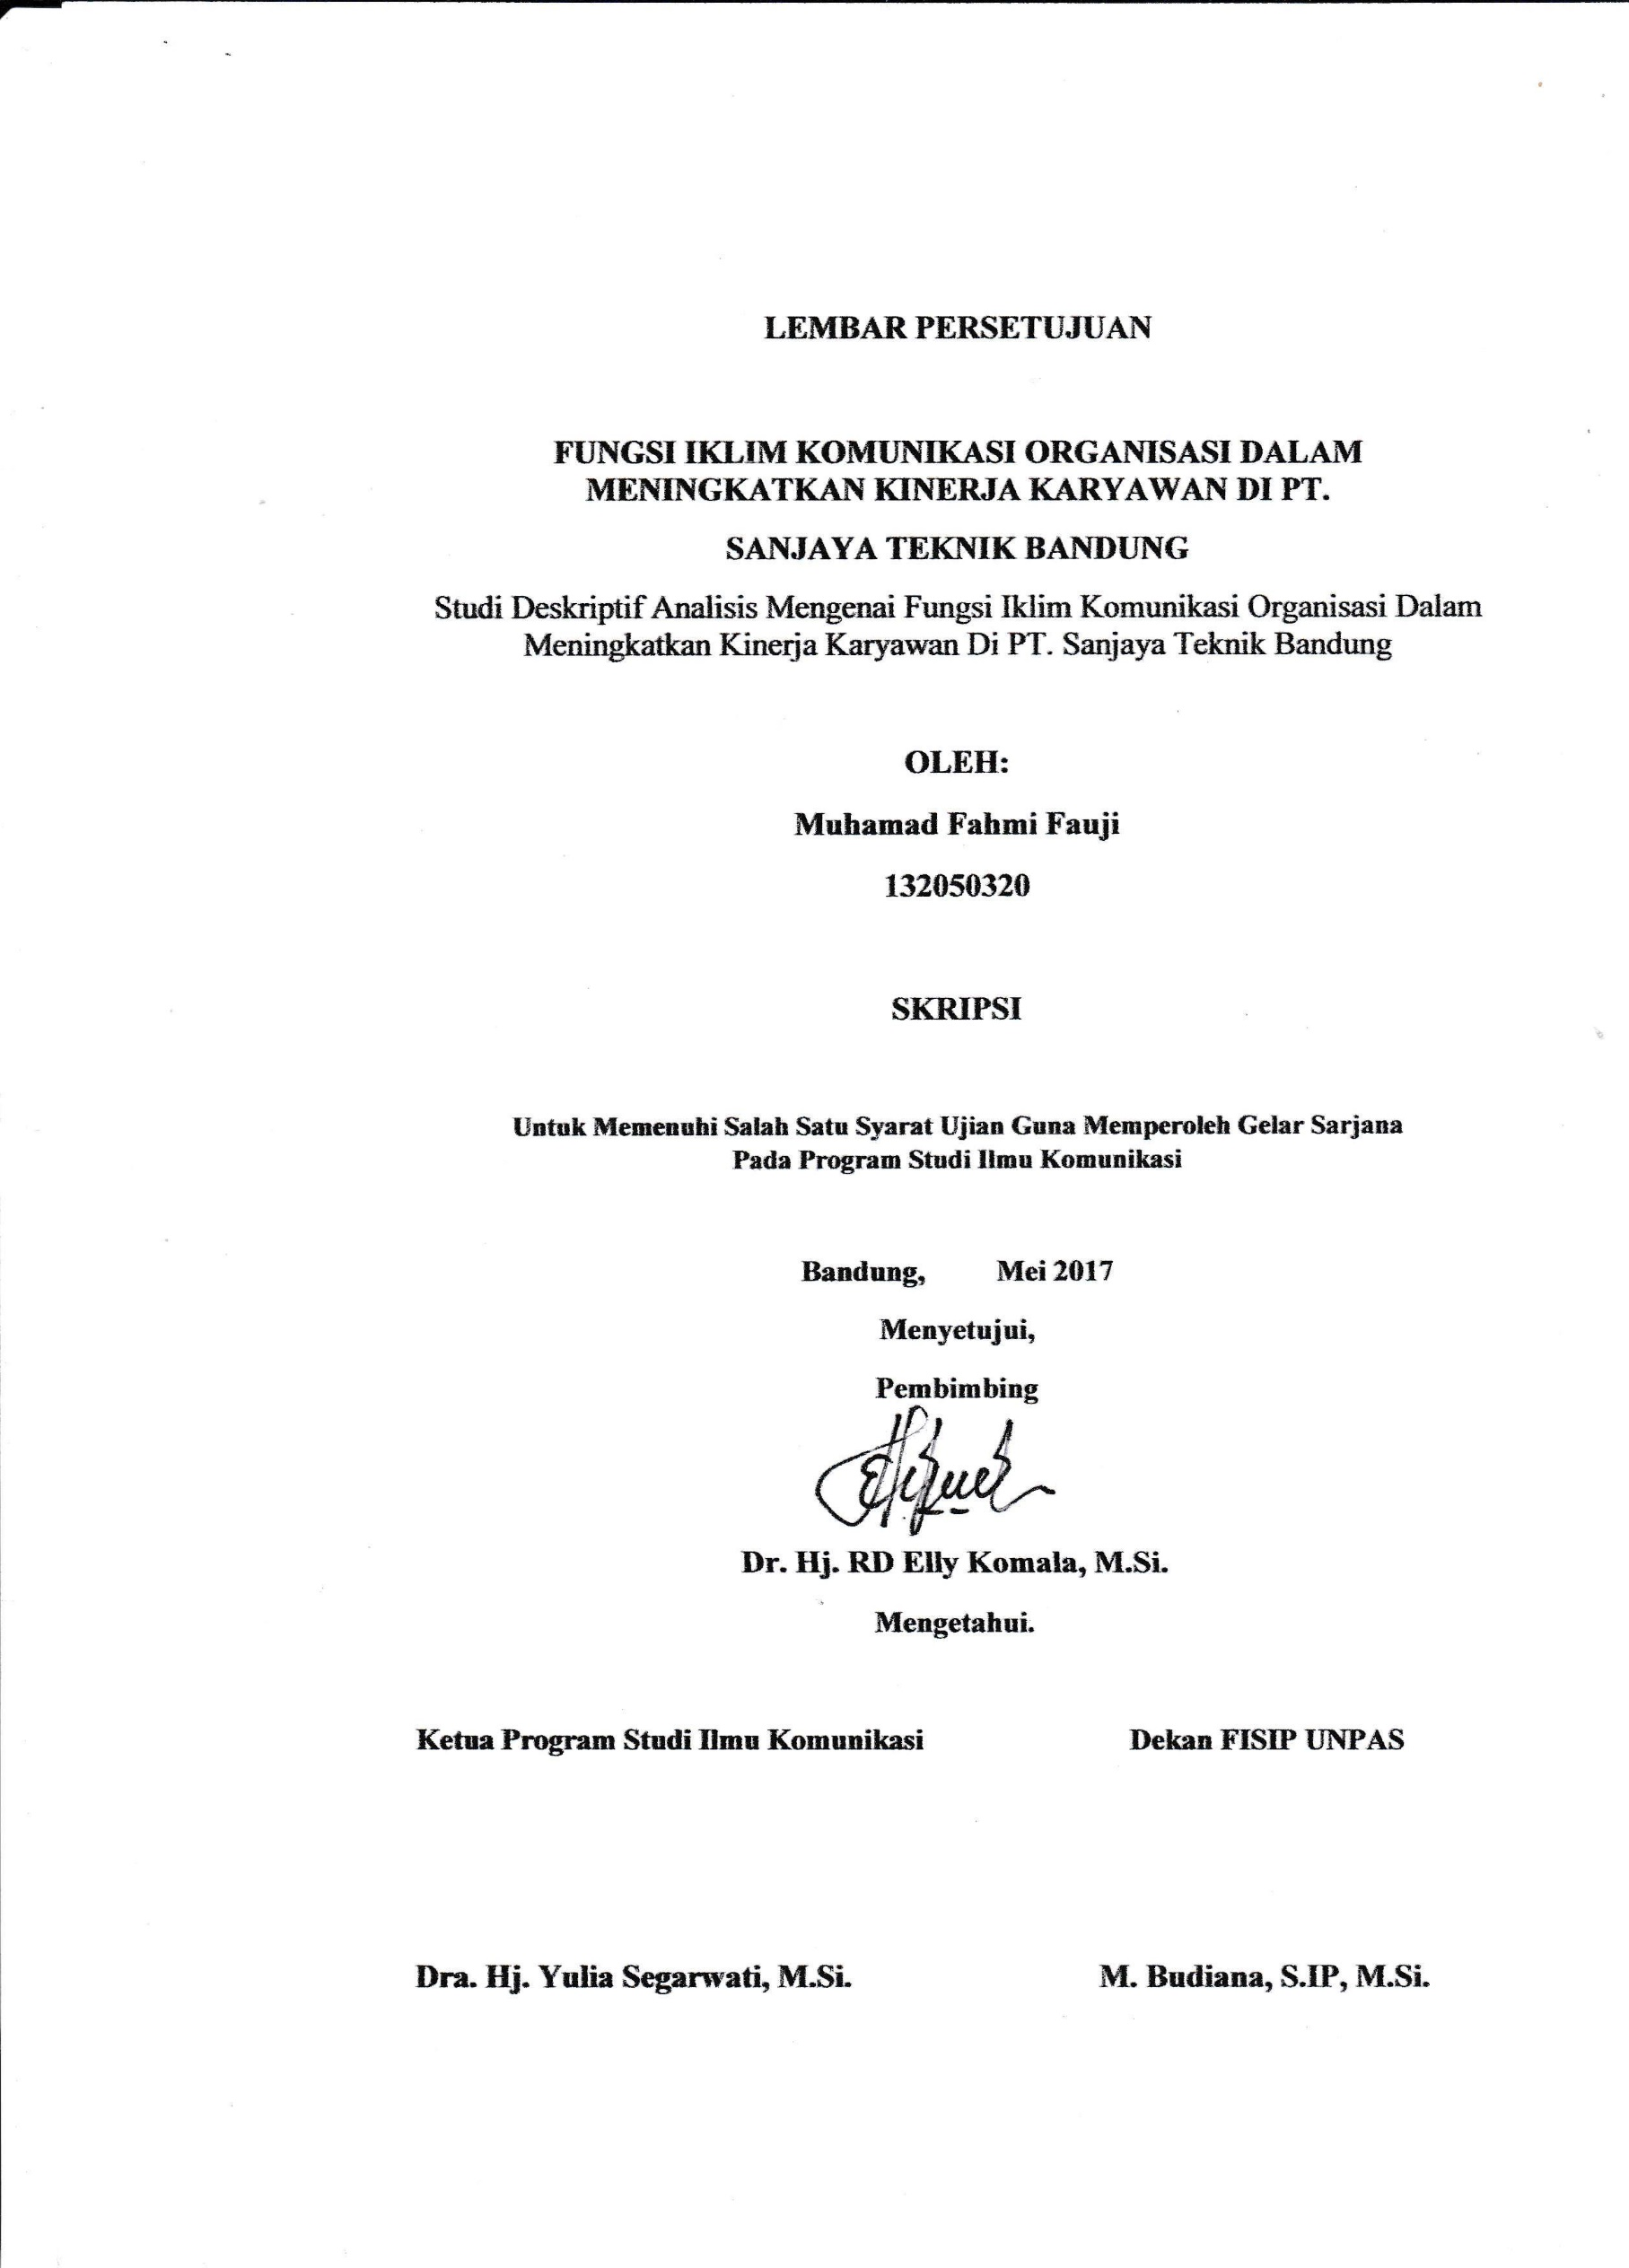 LEMBAR PERSETUJUAN
FUNGSI IKLIM KOMUNIKASI ORGANISASI DALAM
MENINGKATKAN KINERJA KARYAWAN DI PT.
SANJAYA TEKNIK BANDUNG
Studi Deskriptif Analisis Mengenai Fungsi Iklim Komunikasi Organisasi Dalam
Meningkatkan Kinerja Karyawan Di PT. Sanjaya Teknik Bandung
OLEH:
Muhamad Fahmi Fauji
132050320
SKRIPSI
Untuk Memenuhi Salah Satu Syarat Ujian Guna Memperoleh Gelar Sarjana
Pada Program Studi Ilmu Komunikasi
Bandung, Mei 2017
Menyetujui,
Pembimbing
Dr. Hj. RD Elly Komala, M.Si.
Mengetahui.
Ketua Program Studi Ilmu Komunikasi Dekan FISIP UNPAS
Dra. Hj. Yulia Segarwati, M.Si. M. Budiana, S.IP, M.Si.